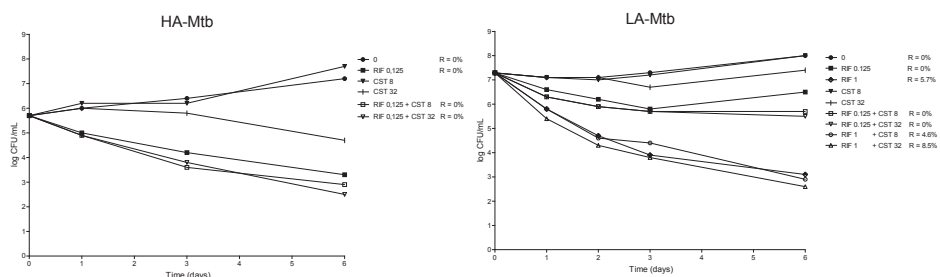 HA-Mtb
9
8
7
6
5
4
3
2
1
0
log CFU/mL
0 1 2 3 4 5 6
Time (days)
0 R = 0%
RIF 0,125 R = 0%
CST 8
CST 32
RIF 0,125 + CST 8 R = 0%
RIF 0,125 + CST 32 R = 0%
LA-Mtb
9
8
7
6
5
4
3
2
1
0
log CFU/mL
0 1 2 3 4 5 6
Time (days)
0 R = 0%
RIF 0.125 R = 0%
RIF 1 R = 5.7%
CST 8
CST 32
RIF 0.125 + CST 8 R = 0%
RIF 0.125 + CST 32 R = 0%
RIF 1 + CST 8 R = 4.6%
RIF 1 + CST 32 R = 8.5%